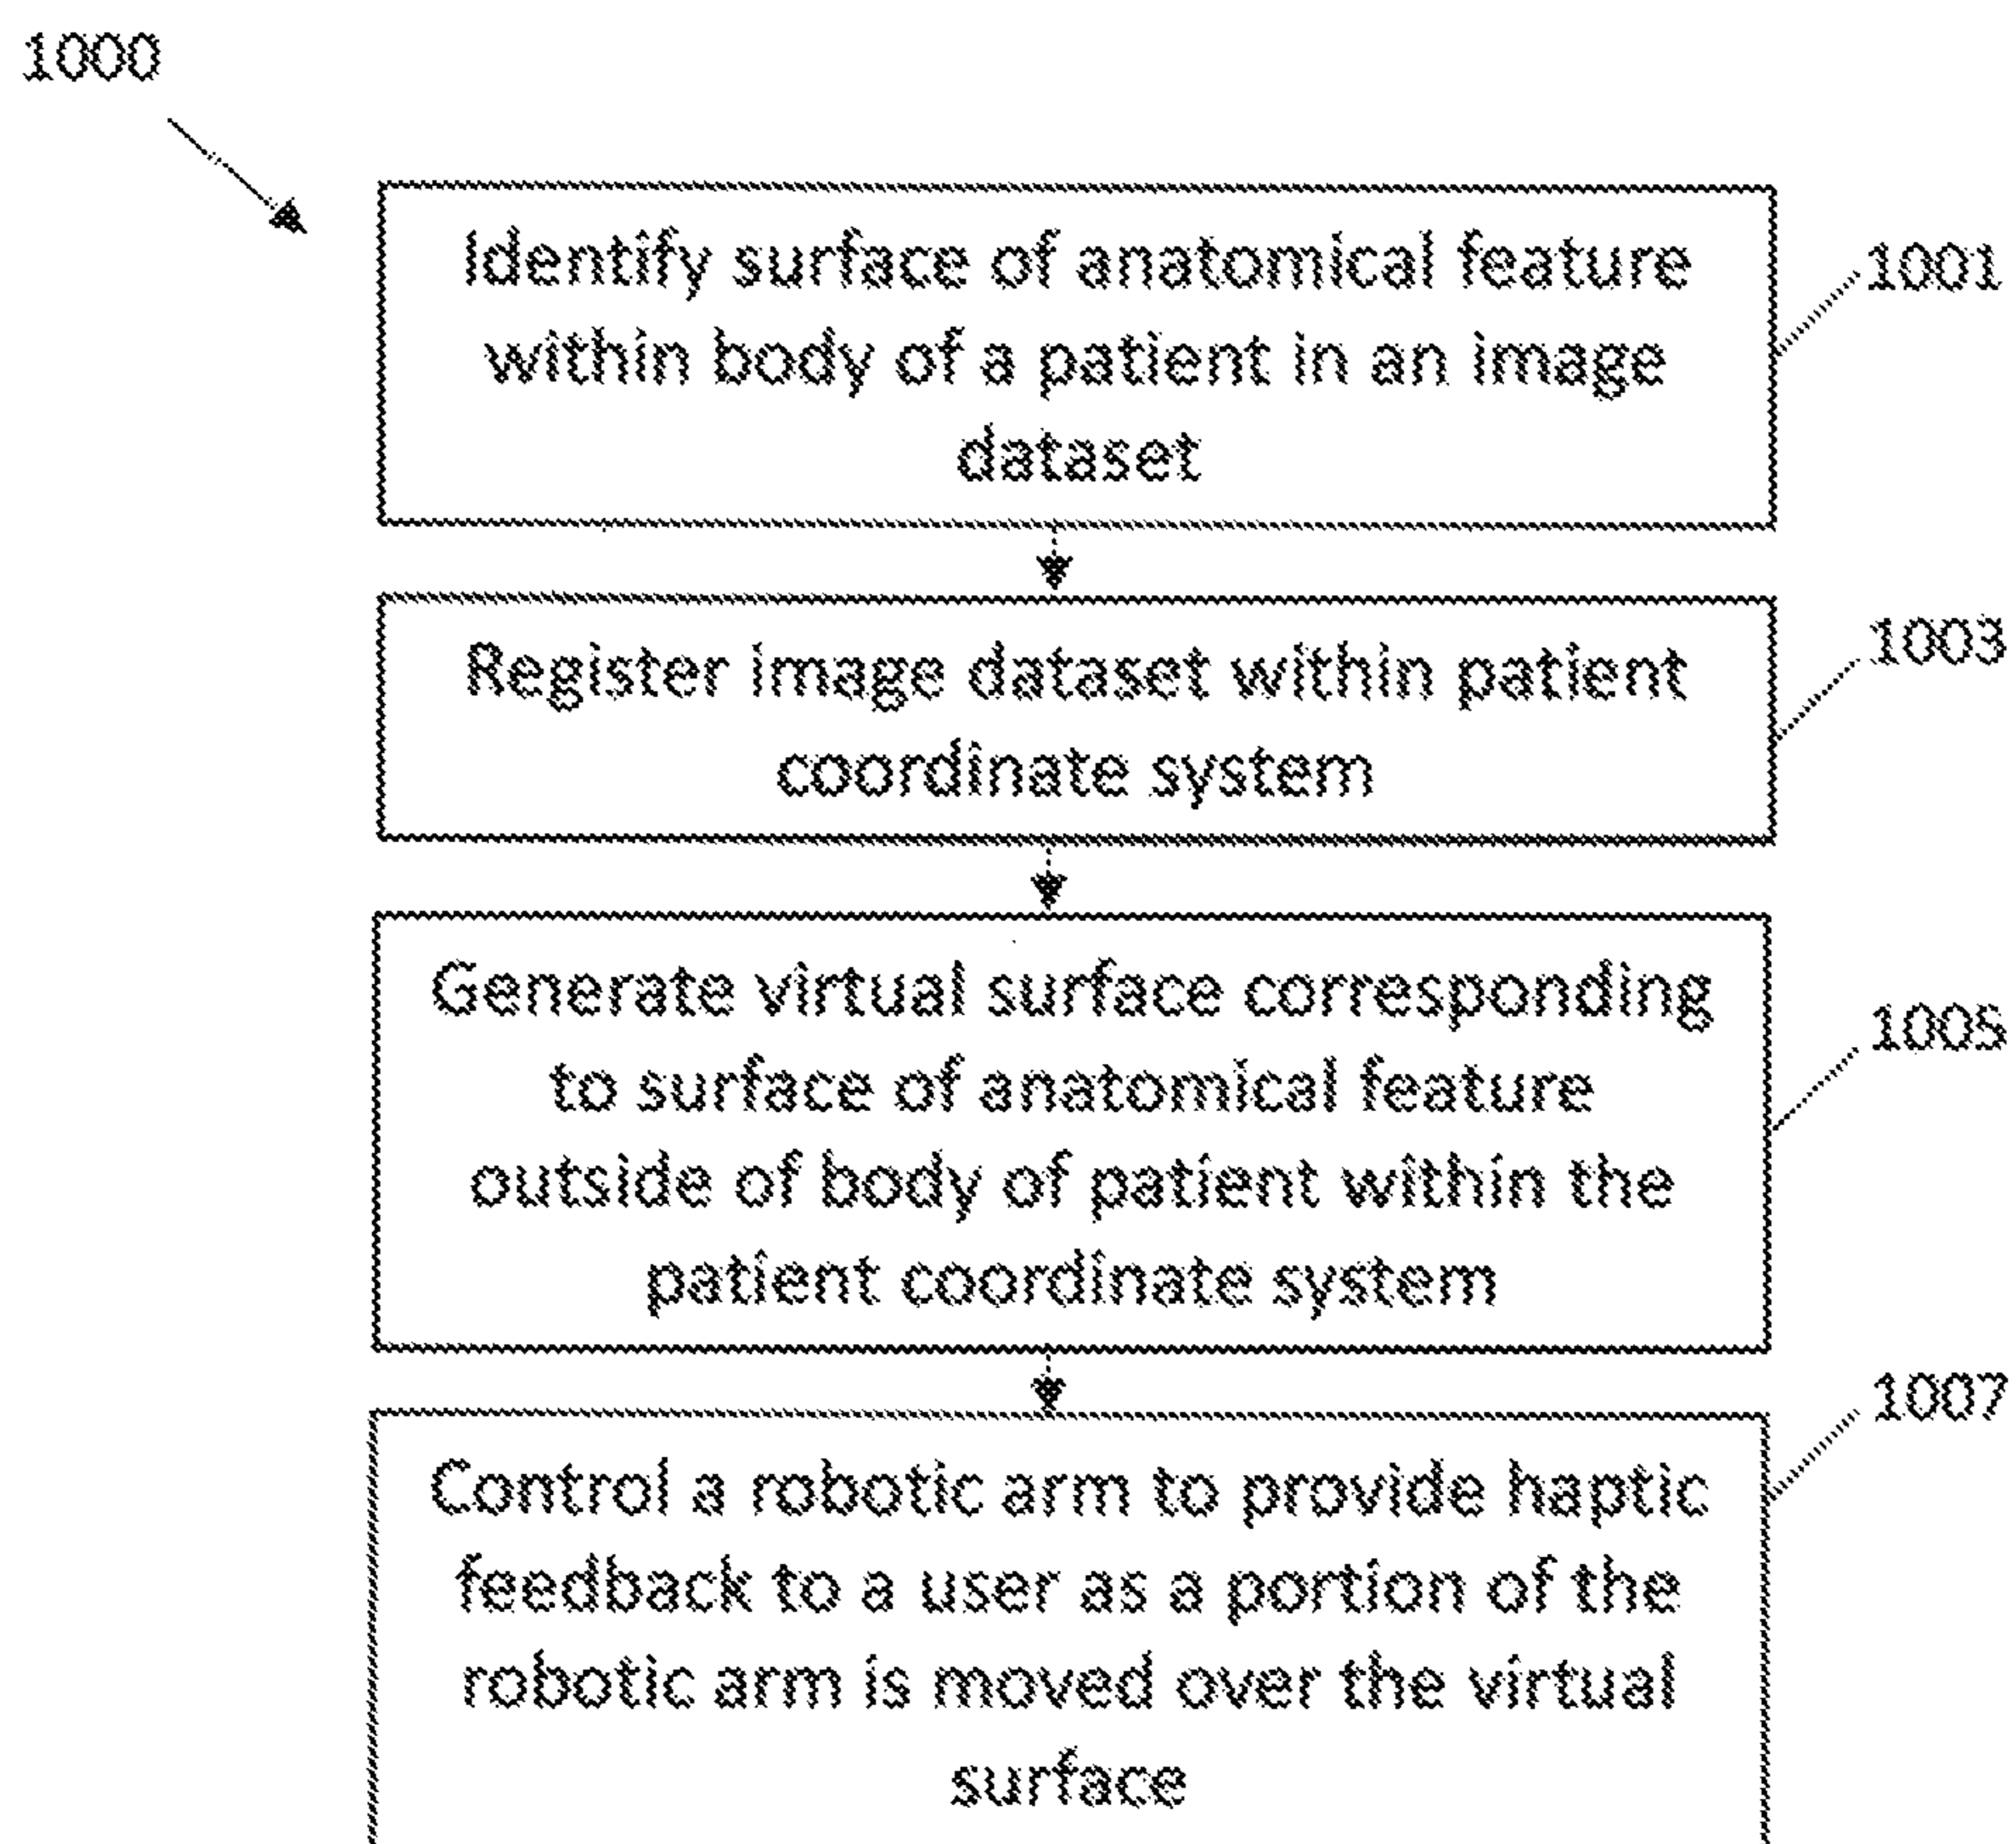 1000
Identify surface of anatomical feature
within body of a patient in an image
dataset
1001
Register image dataset within patient
coordinate system
1003
Generate virtual surface corresponding
to surface of anatomical feature
outside of body of patient within the
patient coordinate system
1005
Control a robotic arm to provide haptic
feedback to a user as a portion of the
robotic arm is moved over the virtual
surface
1007